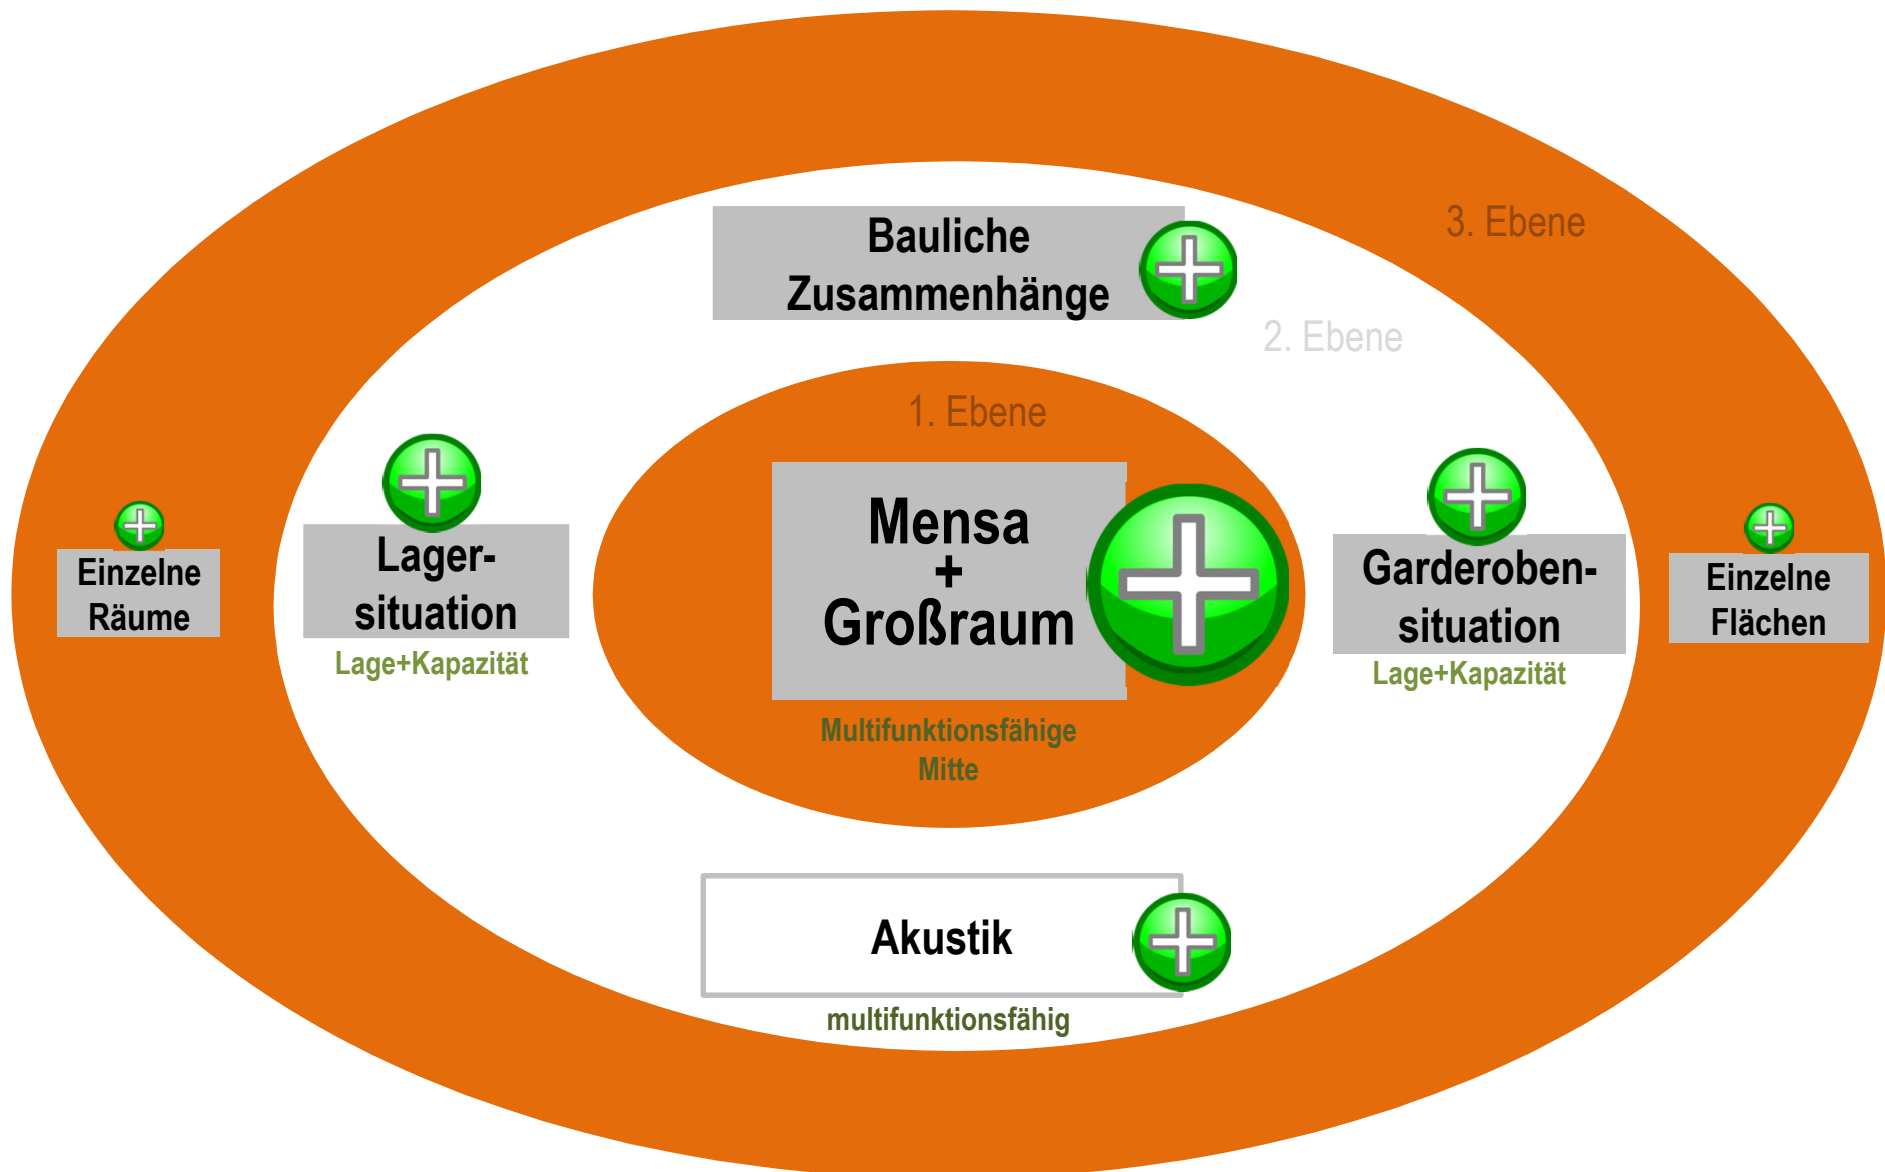 Bauliche
Zusammenhänge
3. Ebene
2. Ebene
1. Ebene
Mensa
+
Großraum
Multifunktionsfähige
Mitte
Einzelne
Räume
Lager-
situation
Lage+Kapazität
Garderoben-
situation
Lage+Kapazität
Einzelne
Flächen
Akustik
multifunktionsfähig